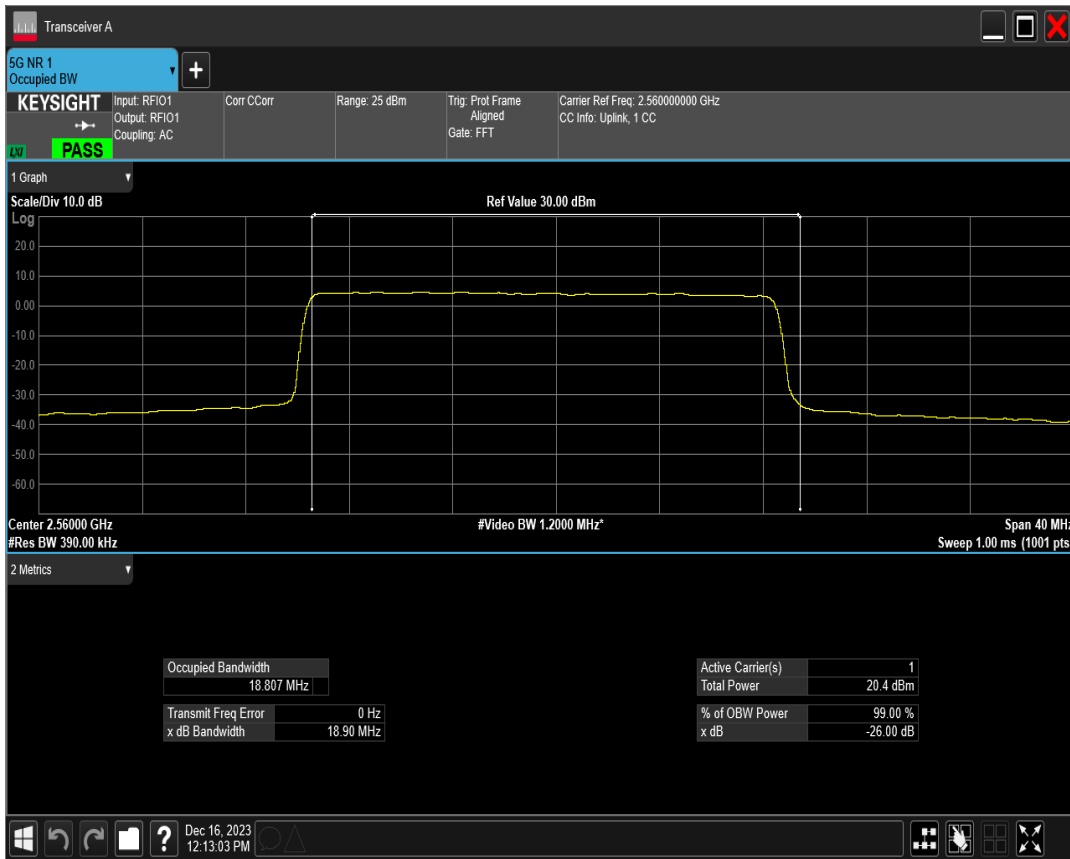 Transceiver A
5G NR 1
Occupied BW
KEYSIGHT
LXI
PASS
Input: RFIO1
Output: RFIO1
Coupling: AC
Corr CCorr
Range: 25 dBm
Trig: Prot Frame
Aligned
Gate: FFT
Carrier Ref Freq: 2.560000000 GHz
CC Info: Uplink, 1 CC
1 Graph
Scale/Div 10.0 dB
Ref Value 30.00 dBm
Log
20.0
10.0
0.00
-10.0
-20.0
-30.0
-40.0
-50.0
-60.0
Center 2.56000 GHz
#Video BW 1.2000 MHz*
Span 40 MHz
#Res BW 390.00 kHz
Sweep 1.00 ms (1001 pts
2 Metrics
Occupied Bandwidth
18.807 MHz
Transmit Freq Error 0 Hz
x dB Bandwidth 18.90 MHz
Active Carrier(s) 1
Total Power 20.4 dBm
% of OBW Power 99.00 %
x dB -26.00 dB
?
Dec 16, 2023
12:13:03 PM